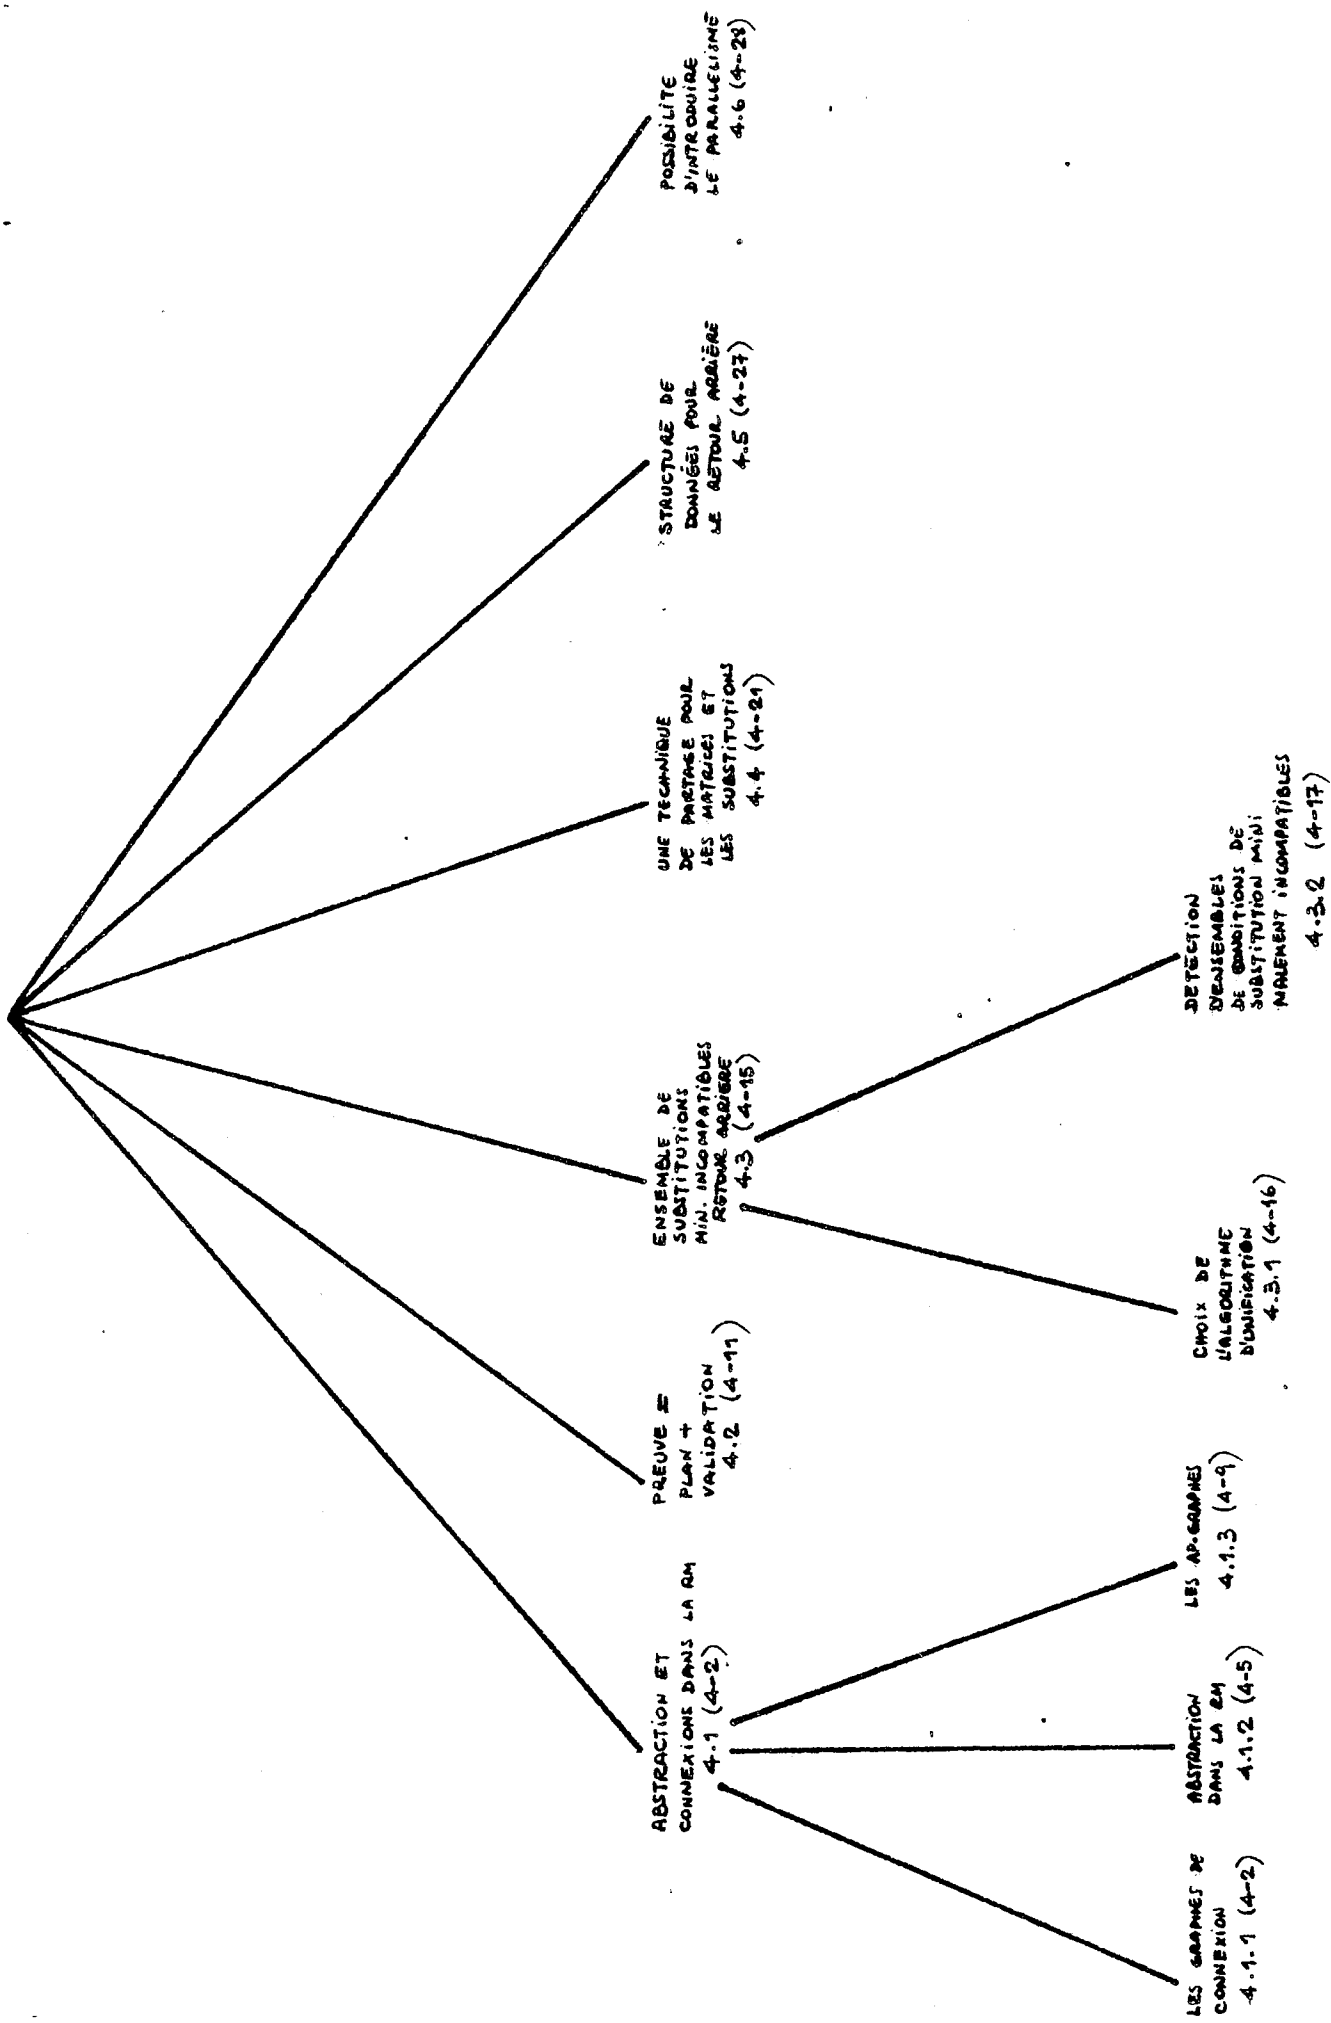 ABSTRACTION ET
CONNEXIONS DANS LA RM
4.1 (4-2)
PREUVE =
PLAN +
VALIDATION
4.2 (4-11)
ENSEMBLE DE
SUBSTITUTIONS
MIN. INCOMPATIBLES
RETOUR ARRIERE
4.3 (4-15)
UNE TECHNIQUE
DE PARTAGE POUR
LES MATRICES ET
LES SUBSTITUTIONS
4.4 (4-21)
STRUCTURE DE
DONNÉES POUR
LE RETOUR ARRIÈRE
4.5 (4-27)
POSSIBILITE
D'INTRODUIRE
LE PARALLELISME
4.6 (4-28)
LES GRAPHES DE
CONNEXION
4.1.1 (4-2)
ABSTRACTION
DANS LA RM
4.1.2 (4-5)
LES AP-GRAPHES
4.1.3 (4-9)
CHOIX DE
L'ALGORITHME
D'UNIFICATION
4.3.1 (4-16)
DETECTION
D'ENSEMBLES
DE CONDITIONS DE
SUBSTITUTION MINI
MALEMENT INCOMPATIBLES
4.3.2 (4-17)